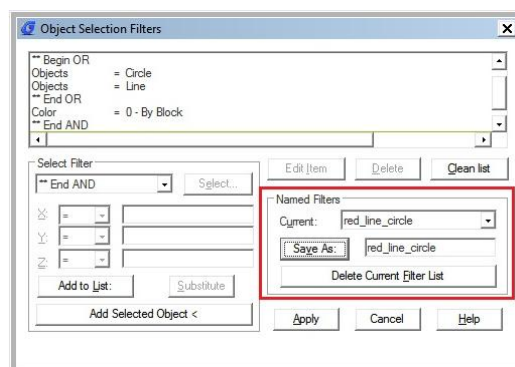 Object Selection Filters
** Begin OR
Objects = Circle
Objects = Line
** End OR
Color = 0 - By Block
** End AND
Select Filter
** End AND
Select...
X: =
Y: =
Z: =
Add to List:
Substitute
Add Selected Object <
Edit Item
Delete
Clean list
Named Filters
Current: red_line_circle
Save As: red_line_circle
Delete Current Filter List
Apply
Cancel
Help